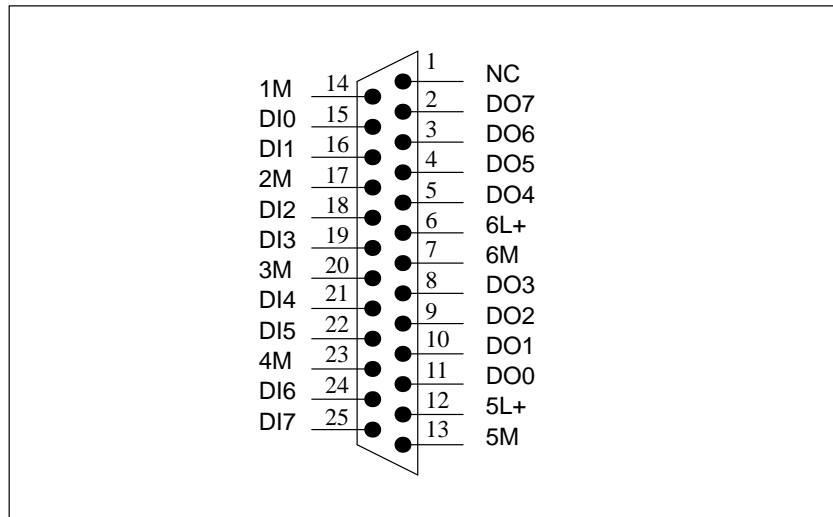 1 NC
1M 14
2 DO7
DI0 15
3 DO6
DI1 16
4 DO5
2M 17
5 DO4
DI2 18
6 6L+
DI3 19
7 6M
3M 20
8 DO3
DI4 21
9 DO2
DI5 22
10 DO1
4M 23
11 DO0
DI6 24
12 5L+
DI7 25
13 5M